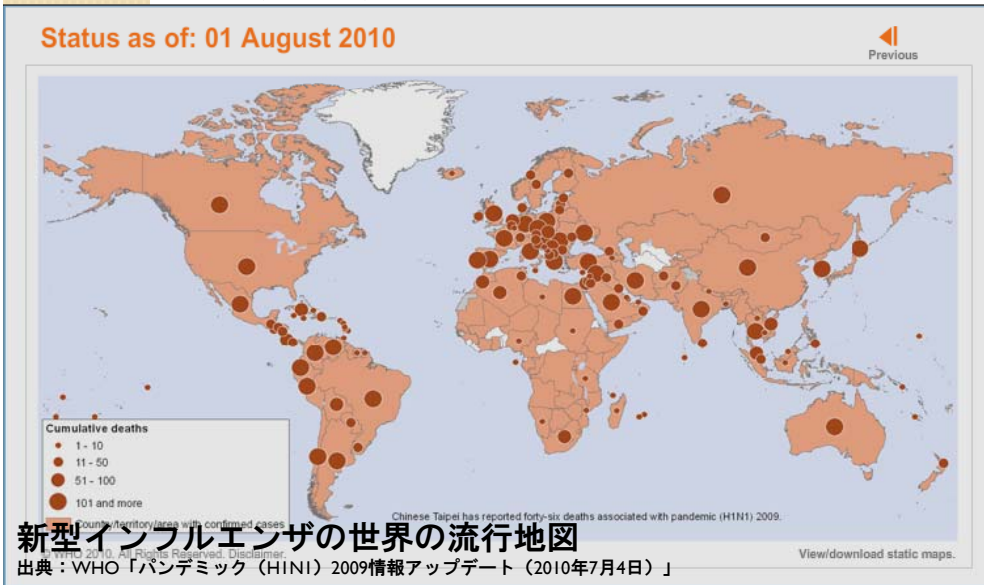 Status as of: 01 August 2010
Previous
Cumulative deaths
1 - 10
11 - 50
51 - 100
101 and more
Country/territory/area with confirmed cases
Chinese Taipei has reported forty-six deaths associated with pandemic (H1N1) 2009.
新型インフルエンザの世界の流行地図
© WHO 2010. All Rights Reserved. Disclaimer.
View/download static maps.
出典：WHO「パンデミック（H1N1）2009情報アップデート（2010年7月4日）」